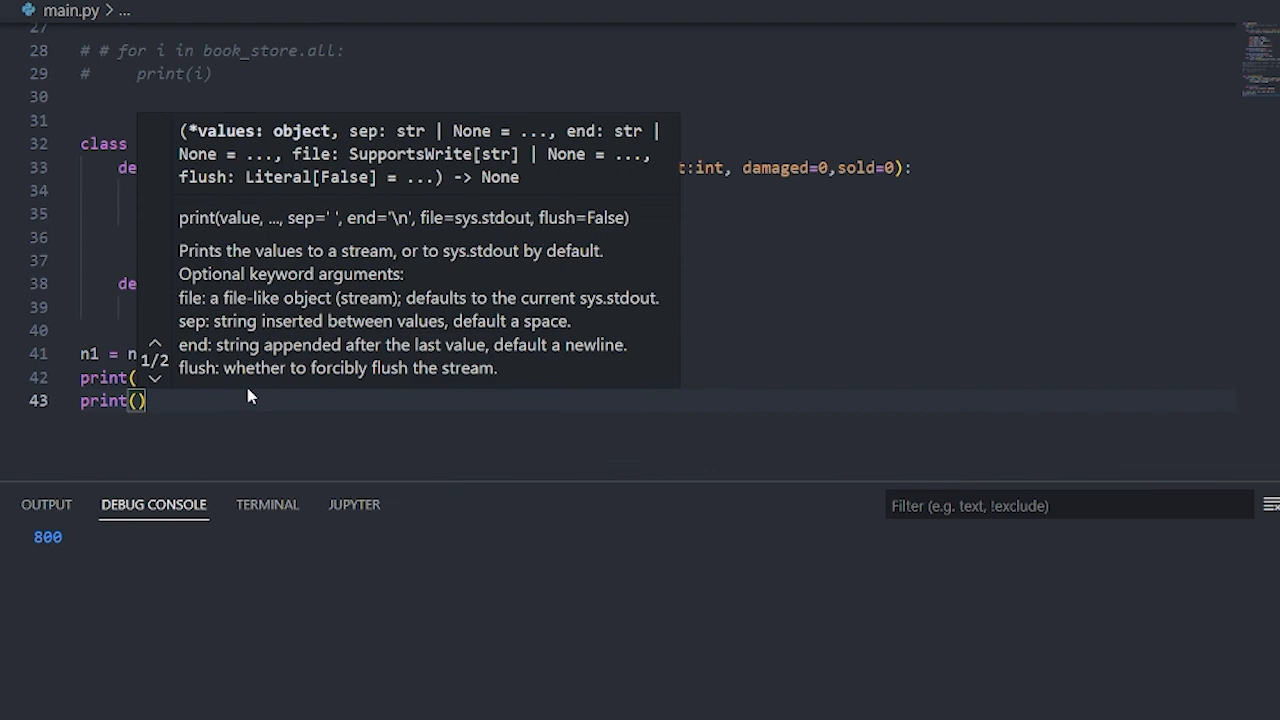 main.py > ...
27
28 # # for i in book_store.all:
29 #     print(i)
30
31
32 class
33 de t:int, damaged=0,sold=0):
34
35
36
37
38 de
39
40
41 n1 = n
42 print(
43 print()
(*values: object, sep: str | None = ..., end: str |
None = ..., file: SupportsWrite[str] | None = ...,
flush: Literal[False] = ...) -> None
print(value, ..., sep=' ', end='\n', file=sys.stdout, flush=False)
Prints the values to a stream, or to sys.stdout by default.
Optional keyword arguments:
file: a file-like object (stream); defaults to the current sys.stdout.
sep: string inserted between values, default a space.
end: string appended after the last value, default a newline.
flush: whether to forcibly flush the stream.
1/2
OUTPUT DEBUG CONSOLE TERMINAL JUPYTER Filter (e.g. text, !exclude)
800